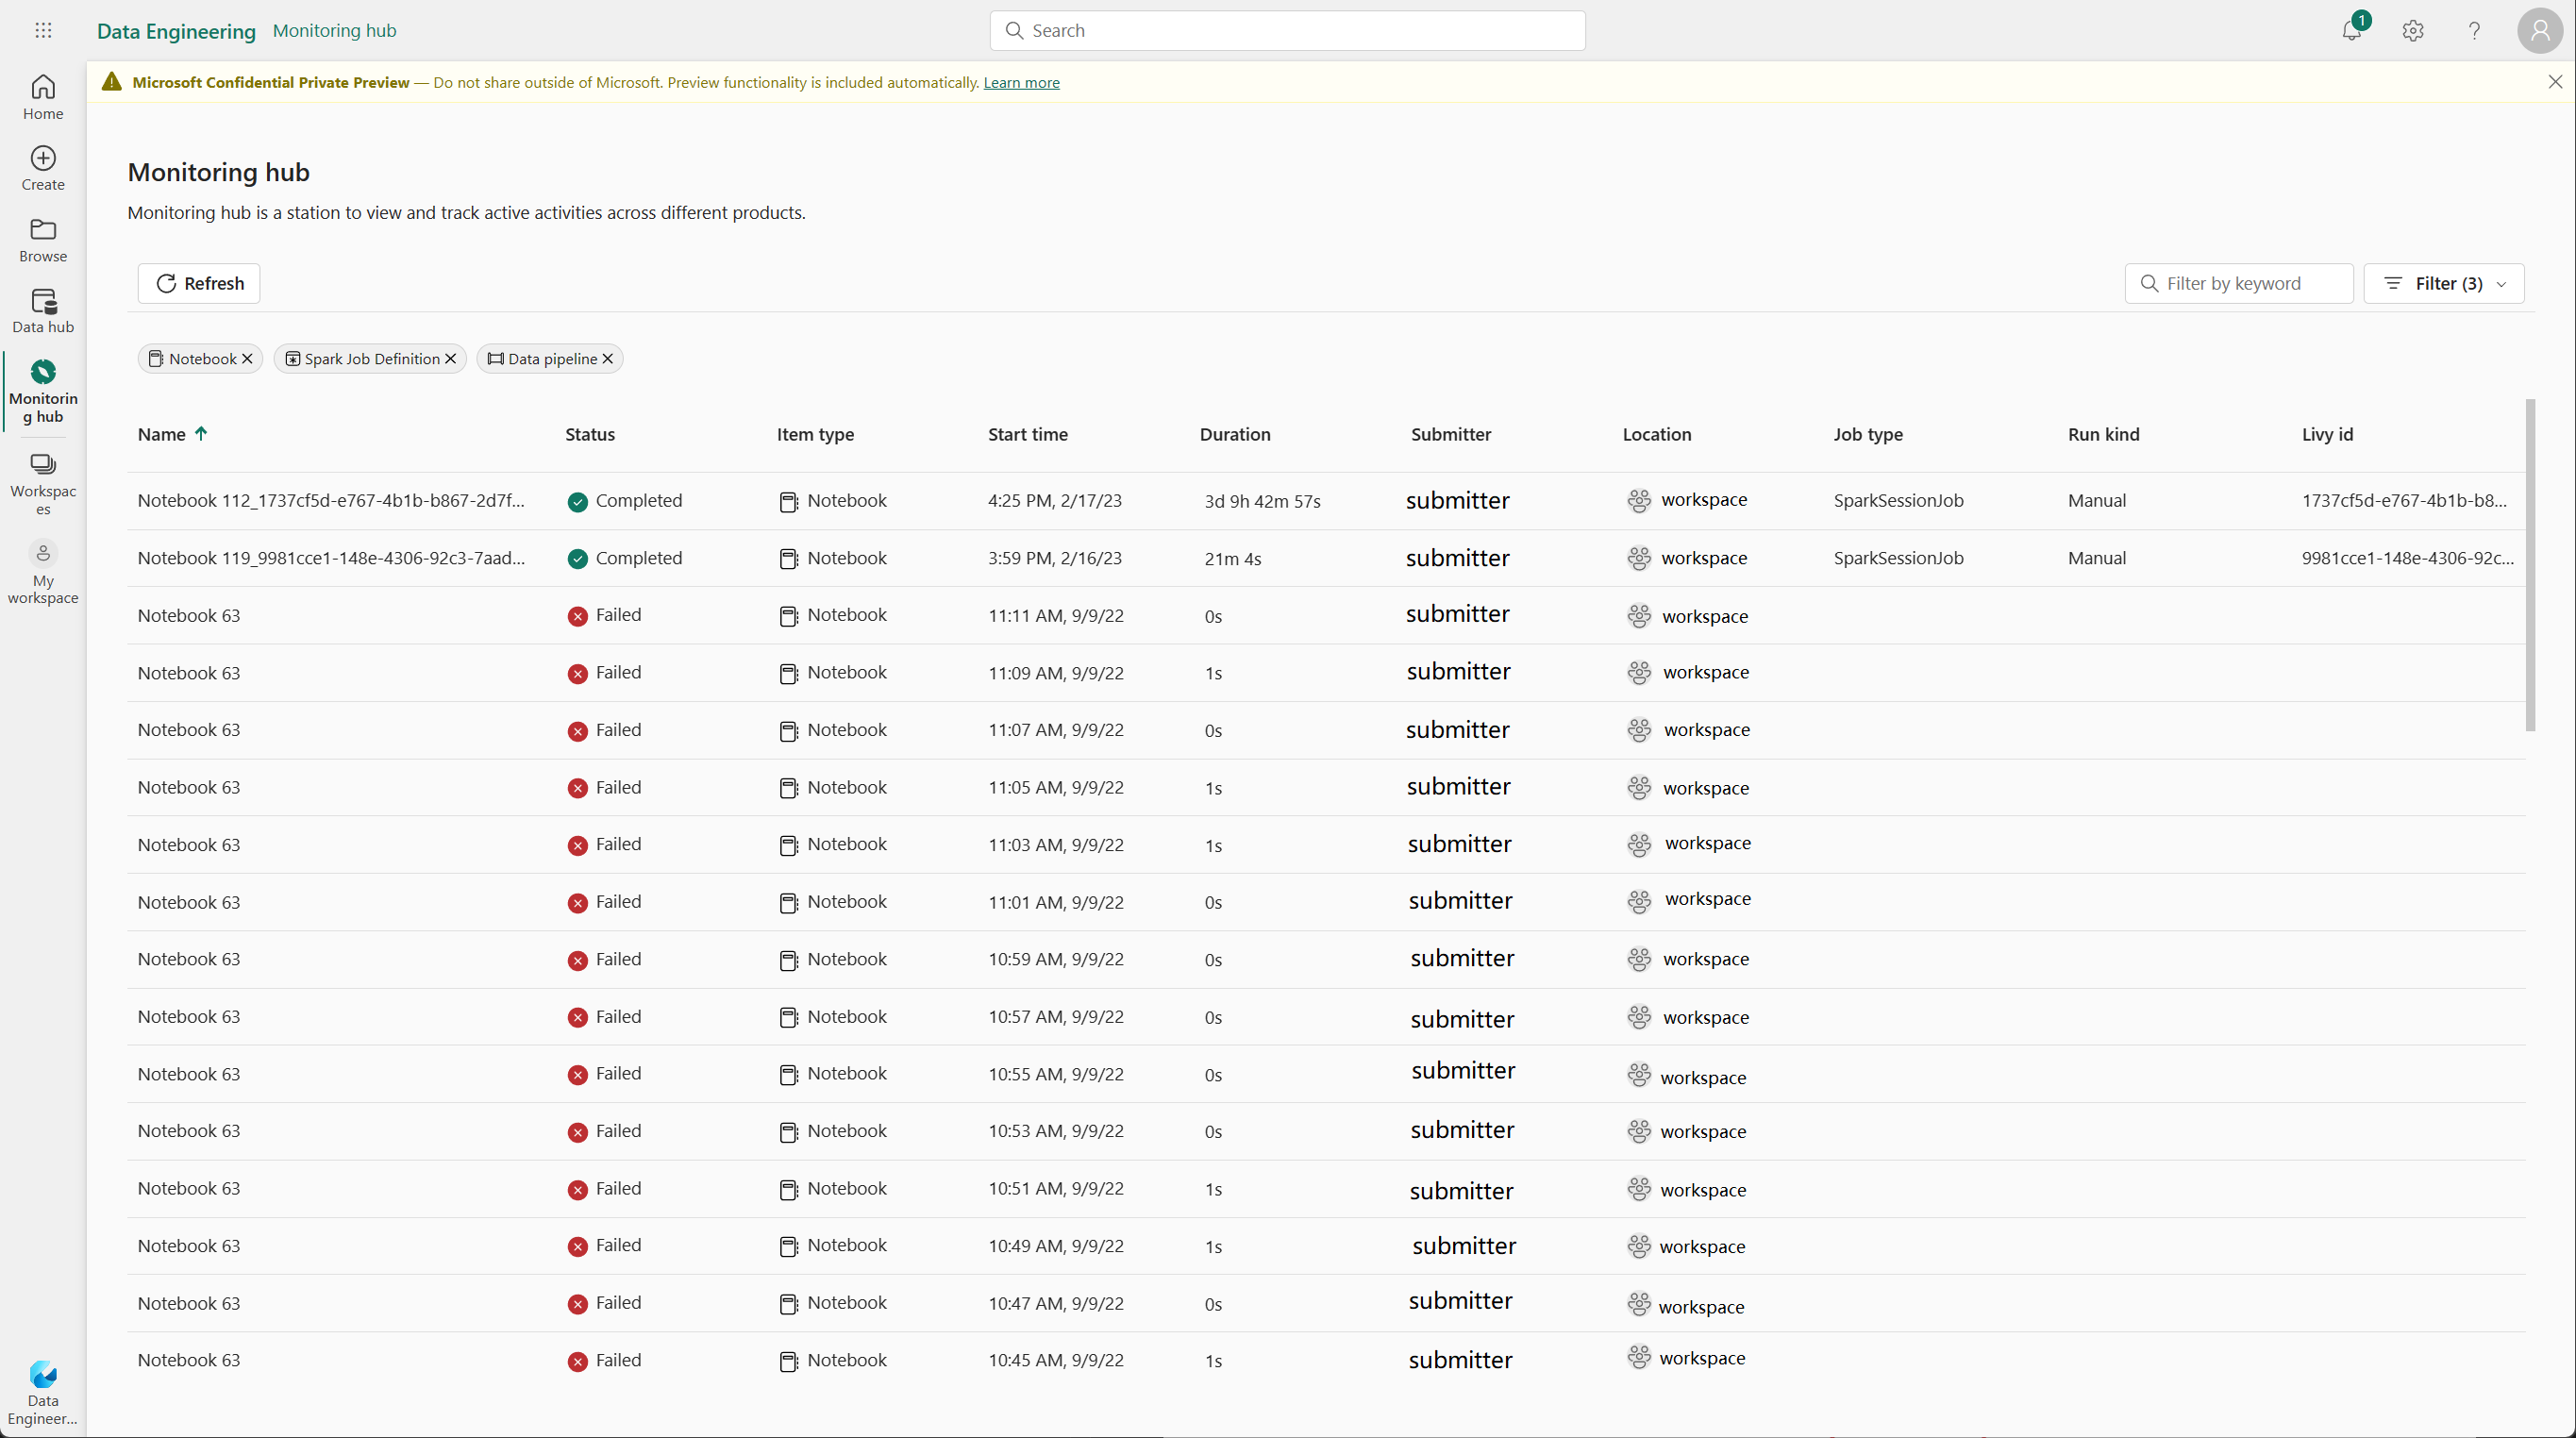 Data Engineering Monitoring hub Search 1
Microsoft Confidential Private Preview — Do not share outside of Microsoft. Preview functionality is included automatically. Learn more
Home
Create
Browse
Data hub
Monitorin
g hub
Workspac
es
My
workspace
Data
Engineer...
Monitoring hub
Monitoring hub is a station to view and track active activities across different products.
Refresh Filter by keyword Filter (3)
Notebook Spark Job Definition Data pipeline
Name Status Item type Start time Duration Submitter Location Job type Run kind Livy id
Notebook 112_1737cf5d-e767-4b1b-b867-2d7f... Completed Notebook 4:25 PM, 2/17/23 3d 9h 42m 57s submitter workspace SparkSessionJob Manual 1737cf5d-e767-4b1b-b8...
Notebook 119_9981cce1-148e-4306-92c3-7aad... Completed Notebook 3:59 PM, 2/16/23 21m 4s submitter workspace SparkSessionJob Manual 9981cce1-148e-4306-92c...
Notebook 63 Failed Notebook 11:11 AM, 9/9/22 0s submitter workspace
Notebook 63 Failed Notebook 11:09 AM, 9/9/22 1s submitter workspace
Notebook 63 Failed Notebook 11:07 AM, 9/9/22 0s submitter workspace
Notebook 63 Failed Notebook 11:05 AM, 9/9/22 1s submitter workspace
Notebook 63 Failed Notebook 11:03 AM, 9/9/22 1s submitter workspace
Notebook 63 Failed Notebook 11:01 AM, 9/9/22 0s submitter workspace
Notebook 63 Failed Notebook 10:59 AM, 9/9/22 0s submitter workspace
Notebook 63 Failed Notebook 10:57 AM, 9/9/22 0s submitter workspace
Notebook 63 Failed Notebook 10:55 AM, 9/9/22 0s submitter workspace
Notebook 63 Failed Notebook 10:53 AM, 9/9/22 0s submitter workspace
Notebook 63 Failed Notebook 10:51 AM, 9/9/22 1s submitter workspace
Notebook 63 Failed Notebook 10:49 AM, 9/9/22 1s submitter workspace
Notebook 63 Failed Notebook 10:47 AM, 9/9/22 0s submitter workspace
Notebook 63 Failed Notebook 10:45 AM, 9/9/22 1s submitter workspace